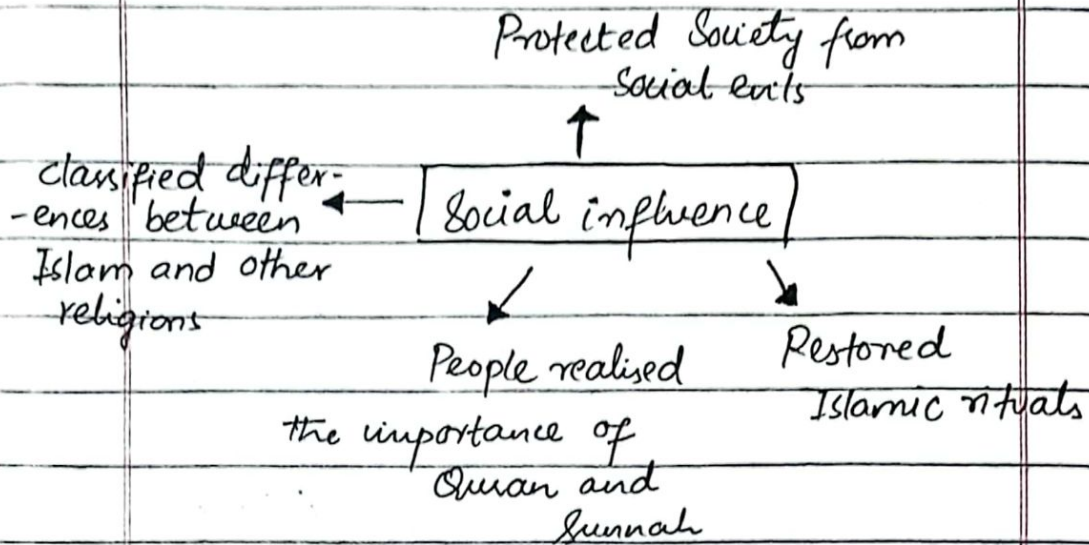 Protected Society from
Social evils
classified differ-
-ences between
Islam and other
religions
Social influence
People realised
the importance of
Quran and
Sunnah
Restored
Islamic rituals